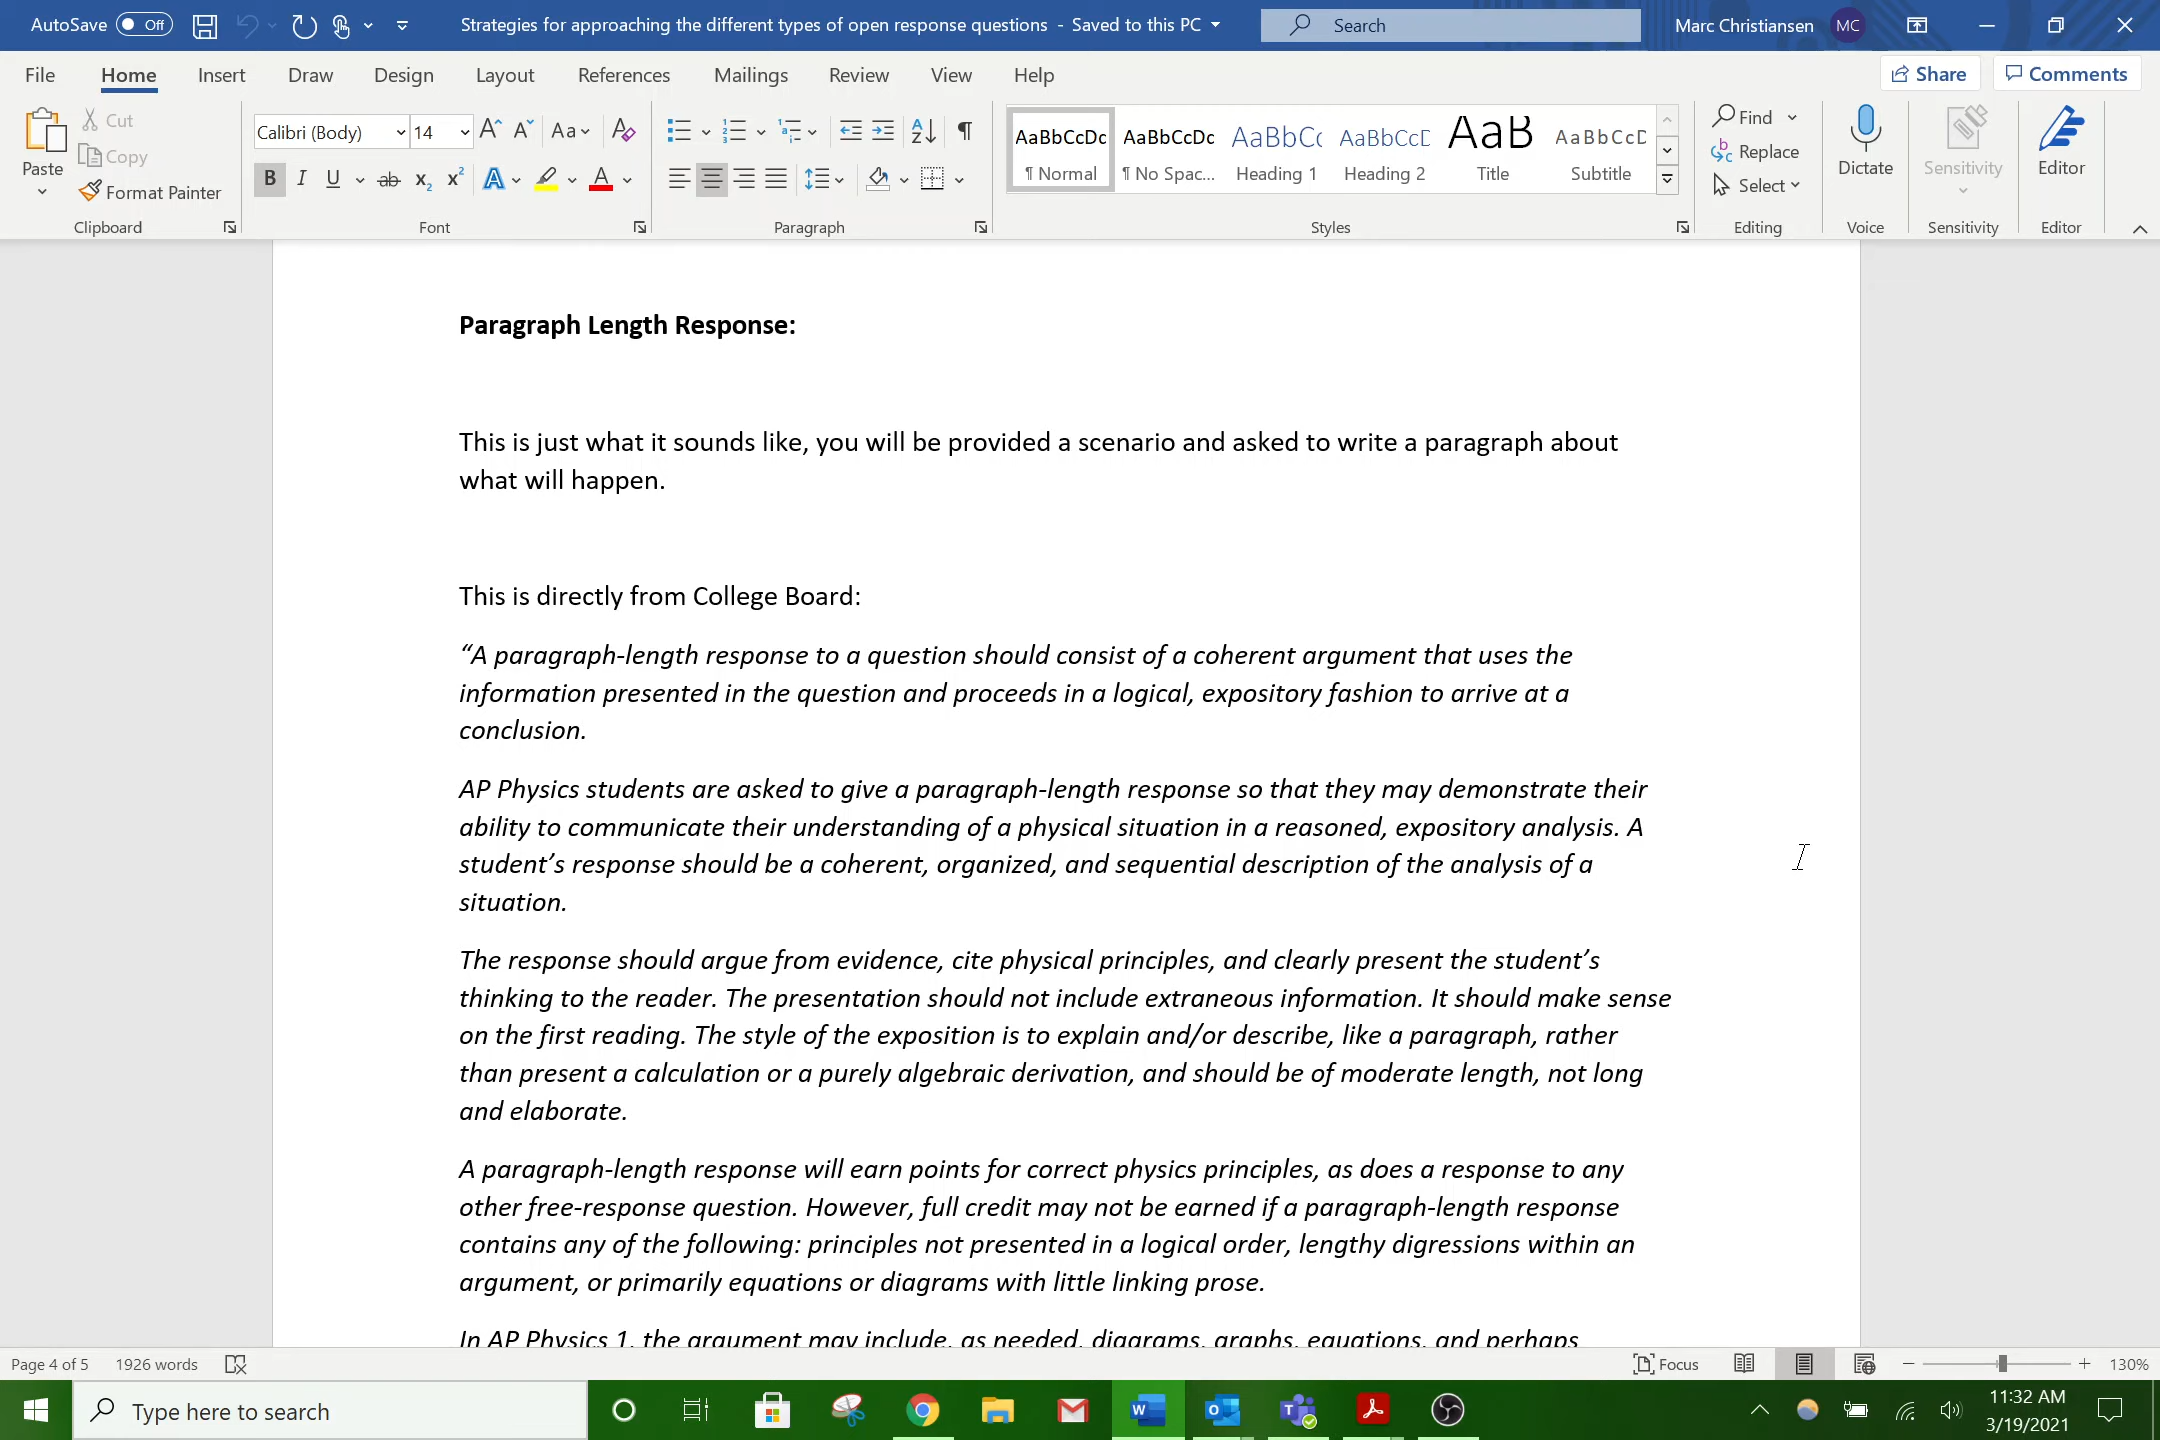 AutoSave Off Strategies for approaching the different types of open response questions - Saved to this PC Search Marc Christiansen MC
File Home Insert Draw Design Layout References Mailings Review View Help Share Comments
Paste Cut Copy Format Painter Clipboard
Calibri (Body) 14 Aa B I U ab x₂ x² A A Font
Paragraph
AaBbCcDc AaBbCcDc AaBbCc AaBbCcD AaB AaBbCcD
¶ Normal ¶ No Spac... Heading 1 Heading 2 Title Subtitle
Styles
Find Replace Select Editing
Dictate Voice
Sensitivity Sensitivity
Editor Editor
Paragraph Length Response:
This is just what it sounds like, you will be provided a scenario and asked to write a paragraph about
what will happen.
This is directly from College Board:
“A paragraph-length response to a question should consist of a coherent argument that uses the
information presented in the question and proceeds in a logical, expository fashion to arrive at a
conclusion.
AP Physics students are asked to give a paragraph-length response so that they may demonstrate their
ability to communicate their understanding of a physical situation in a reasoned, expository analysis. A
student’s response should be a coherent, organized, and sequential description of the analysis of a
situation.
The response should argue from evidence, cite physical principles, and clearly present the student’s
thinking to the reader. The presentation should not include extraneous information. It should make sense
on the first reading. The style of the exposition is to explain and/or describe, like a paragraph, rather
than present a calculation or a purely algebraic derivation, and should be of moderate length, not long
and elaborate.
A paragraph-length response will earn points for correct physics principles, as does a response to any
other free-response question. However, full credit may not be earned if a paragraph-length response
contains any of the following: principles not presented in a logical order, lengthy digressions within an
argument, or primarily equations or diagrams with little linking prose.
In AP Physics 1, the argument may include, as needed, diagrams, graphs, equations, and perhaps
Page 4 of 5 1926 words Focus 130%
Type here to search 11:32 AM
3/19/2021